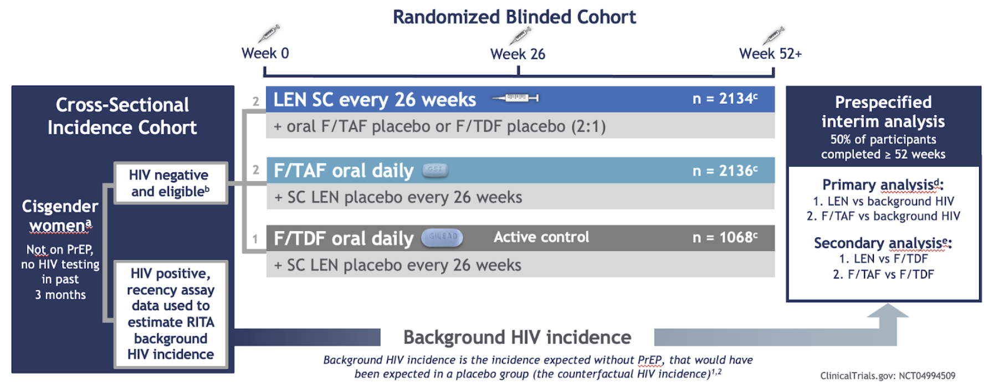 Randomized Blinded Cohort
Week 0
Week 26
Week 52+
Cross-Sectional
Incidence Cohort
Cisgender
womenᵃ
Not on PrEP,
no HIV testing
in past
3 months
HIV negative
and eligibleᵇ
HIV positive,
recency assay
data used to
estimate RITA
background
HIV incidence
2
LEN SC every 26 weeks
n = 2134ᶜ
+ oral F/TAF placebo or F/TDF placebo (2:1)
2
F/TAF oral daily
GSI
n = 2136ᶜ
+ SC LEN placebo every 26 weeks
1
F/TDF oral daily
GILEAD
Active control
n = 1068ᶜ
+ SC LEN placebo every 26 weeks
Prespecified
interim analysis
50% of participants
completed ≥ 52 weeks
Primary analysisᵈ:
1. LEN vs background HIV
2. F/TAF vs background HIV
Secondary analysisᵉ:
1. LEN vs F/TDF
2. F/TAF vs F/TDF
Background HIV incidence
Background HIV incidence is the incidence expected without PrEP, that would have
been expected in a placebo group (the counterfactual HIV incidence)¹,²
ClinicalTrials.gov: NCT04994509